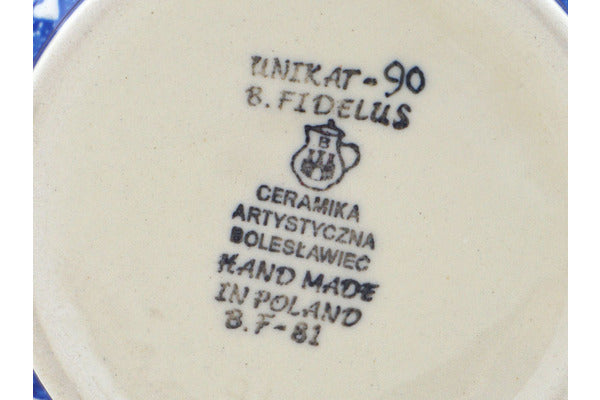 UNIKAT-90
B. FIDELUS
B
CERAMIKA
ARTYSTYCZNA
BOLESŁAWIEC
HAND MADE
IN POLAND
B.F-81